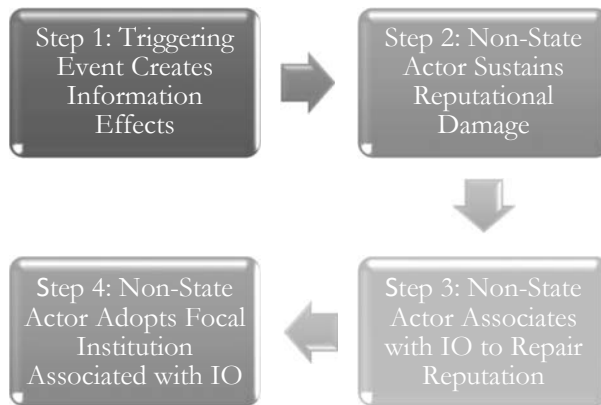 Step 1: Triggering
Event Creates
Information
Effects
Step 2: Non-State
Actor Sustains
Reputational
Damage
Step 3: Non-State
Actor Associates
with IO to Repair
Reputation
Step 4: Non-State
Actor Adopts Focal
Institution
Associated with IO